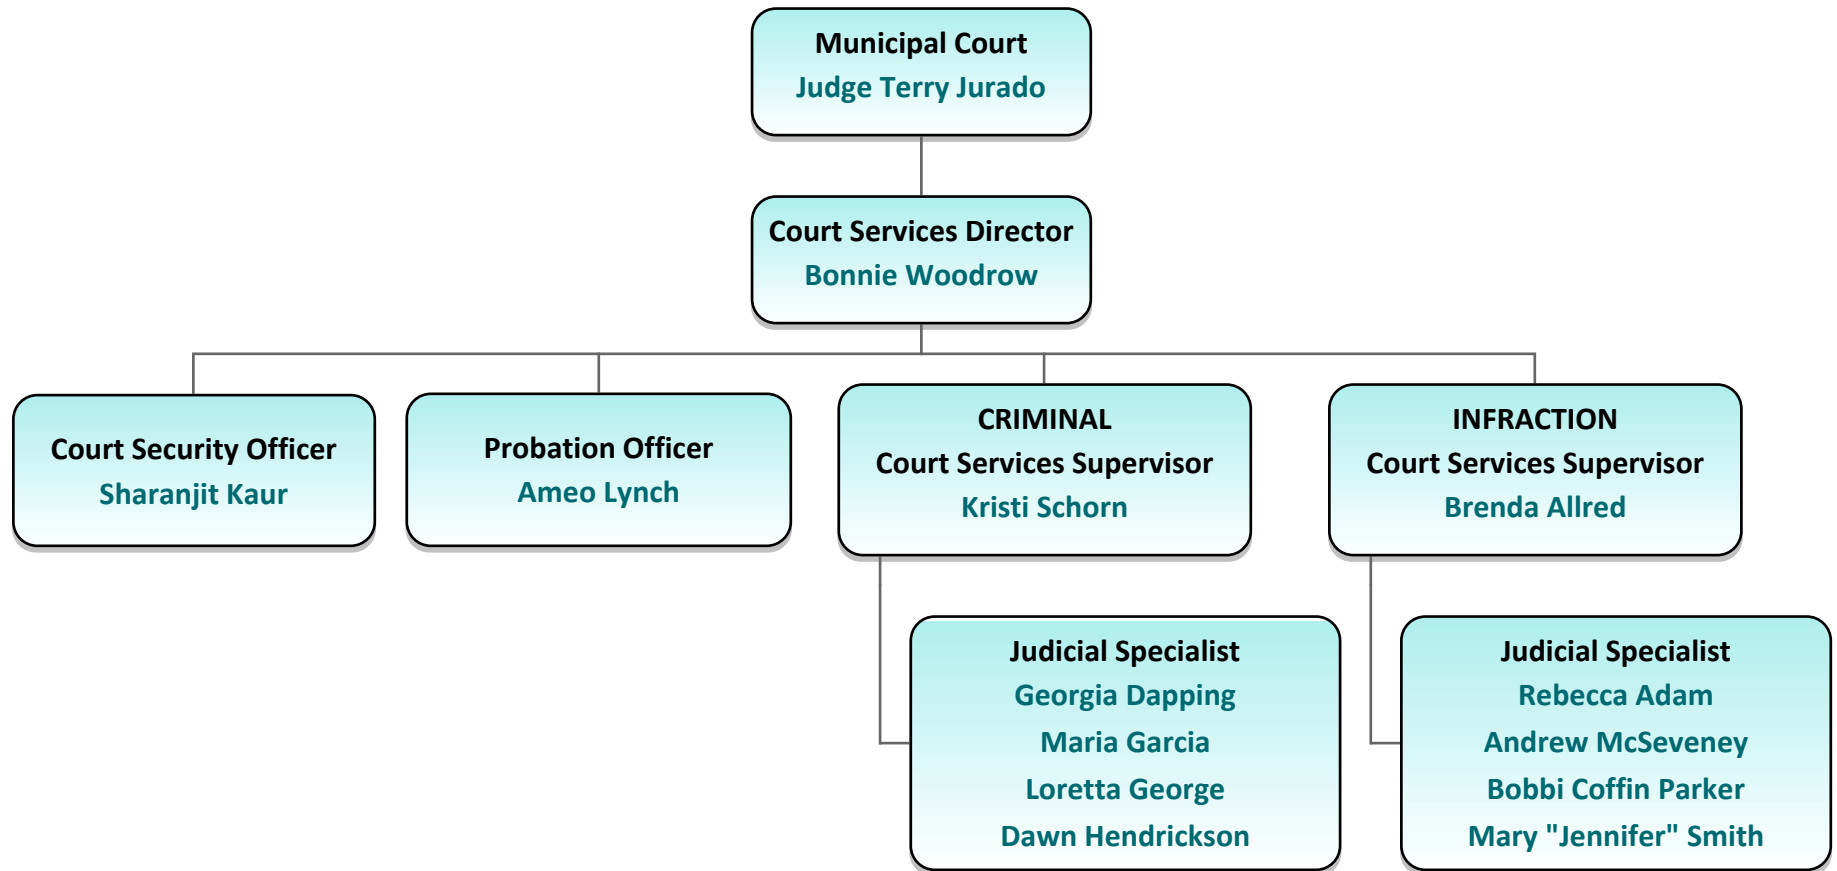 Municipal Court
Judge Terry Jurado
Court Services Director
Bonnie Woodrow
Court Security Officer
Sharanjit Kaur
Probation Officer
Ameo Lynch
CRIMINAL
Court Services Supervisor
Kristi Schorn
INFRACTION
Court Services Supervisor
Brenda Allred
Judicial Specialist
Georgia Dapping
Maria Garcia
Loretta George
Dawn Hendrickson
Judicial Specialist
Rebecca Adam
Andrew McSeveney
Bobbi Coffin Parker
Mary "Jennifer" Smith